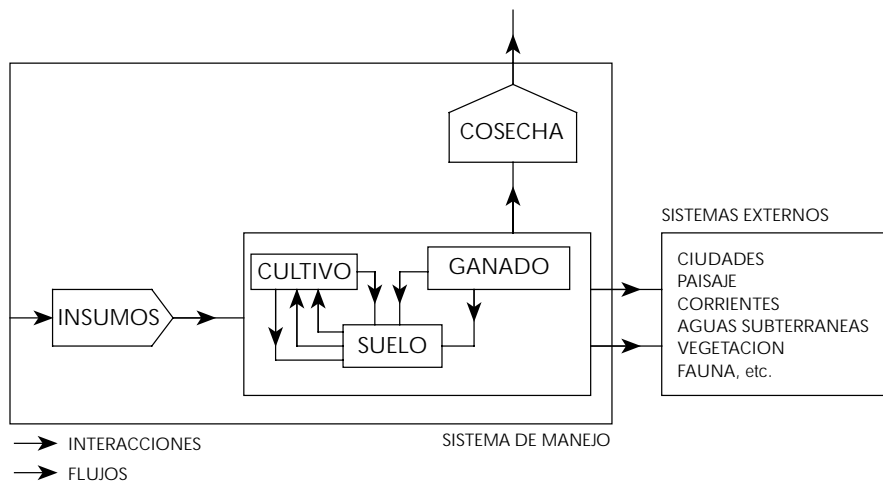 COSECHA
SISTEMAS EXTERNOS
CULTIVO
GANADO
CIUDADES
PAISAJE
CORRIENTES
AGUAS SUBTERRANEAS
VEGETACION
FAUNA, etc.
INSUMOS
SUELO
INTERACCIONES
SISTEMA DE MANEJO
FLUJOS